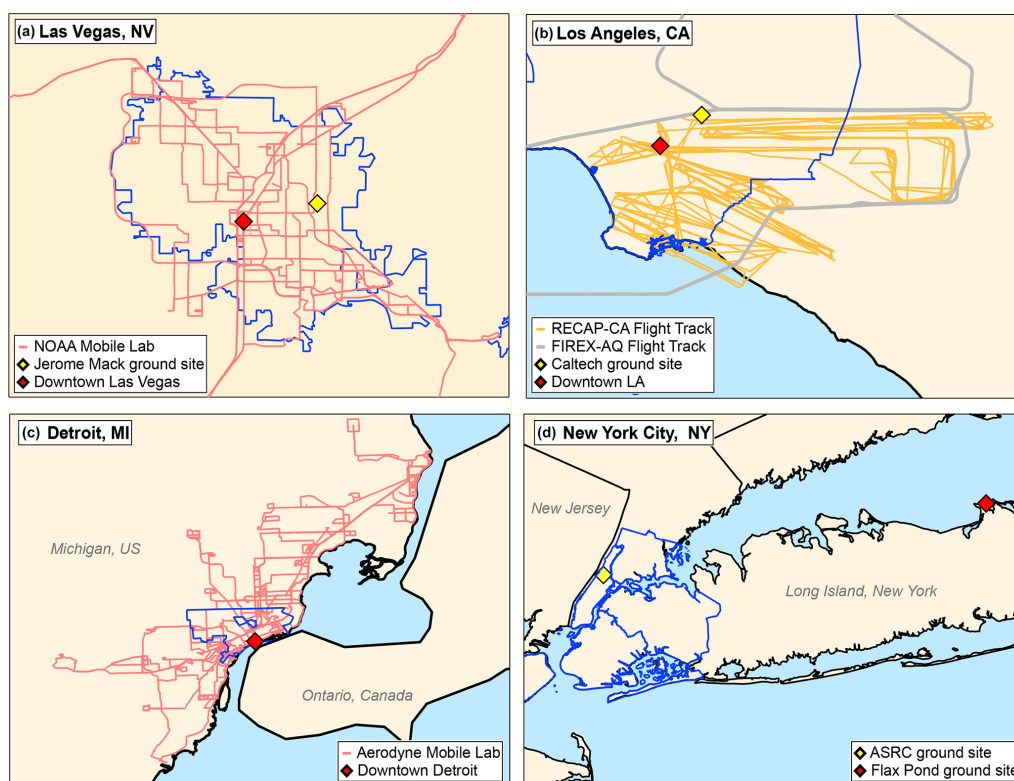 (a) Las Vegas, NV
NOAA Mobile Lab
Jerome Mack ground site
Downtown Las Vegas
(b) Los Angeles, CA
RECAP-CA Flight Track
FIREX-AQ Flight Track
Caltech ground site
Downtown LA
(c) Detroit, MI
Michigan, US
Ontario, Canada
Aerodyne Mobile Lab
Downtown Detroit
(d) New York City, NY
New Jersey
Long Island, New York
ASRC ground site
Flax Pond ground site